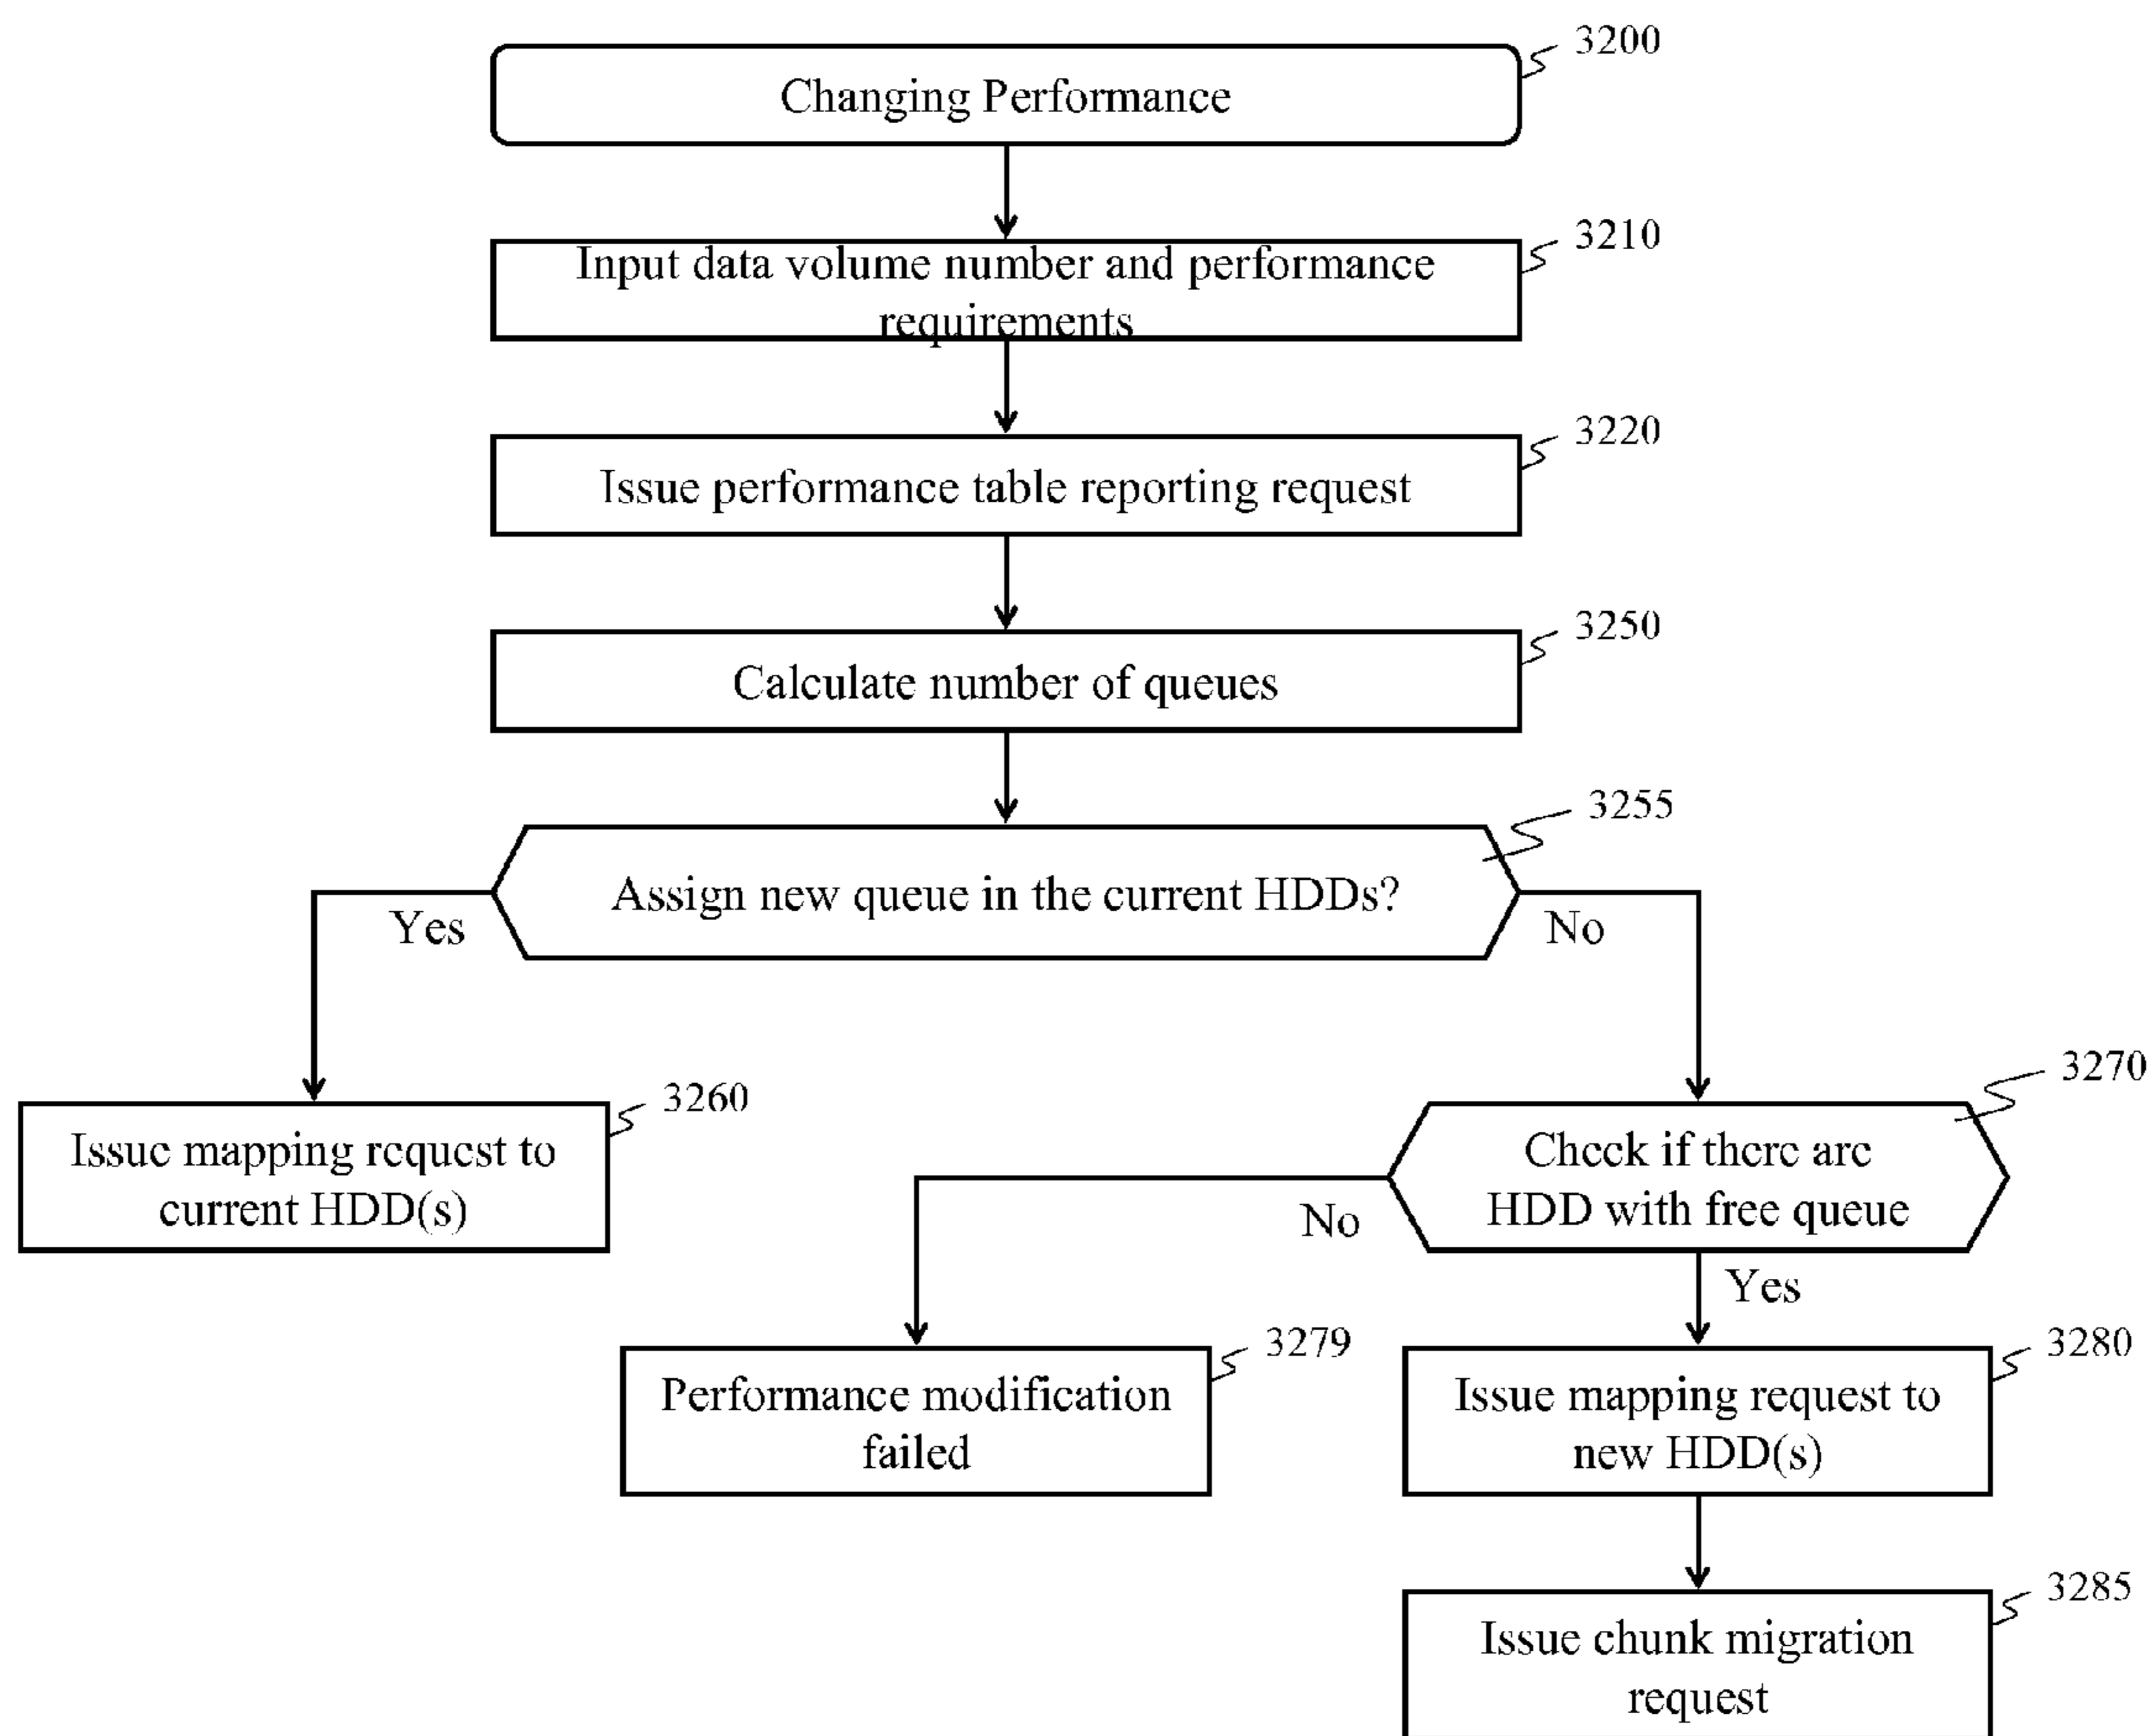 3200
Changing Performance
3210
Input data volume number and performance
requirements
3220
Issue performance table reporting request
3250
Calculate number of queues
3255
Assign new queue in the current HDDs?
Yes
No
3260
Issue mapping request to
current HDD(s)
3270
Check if there are
HDD with free queue
No
Yes
3279
Performance modification
failed
3280
Issue mapping request to
new HDD(s)
3285
Issue chunk migration
request